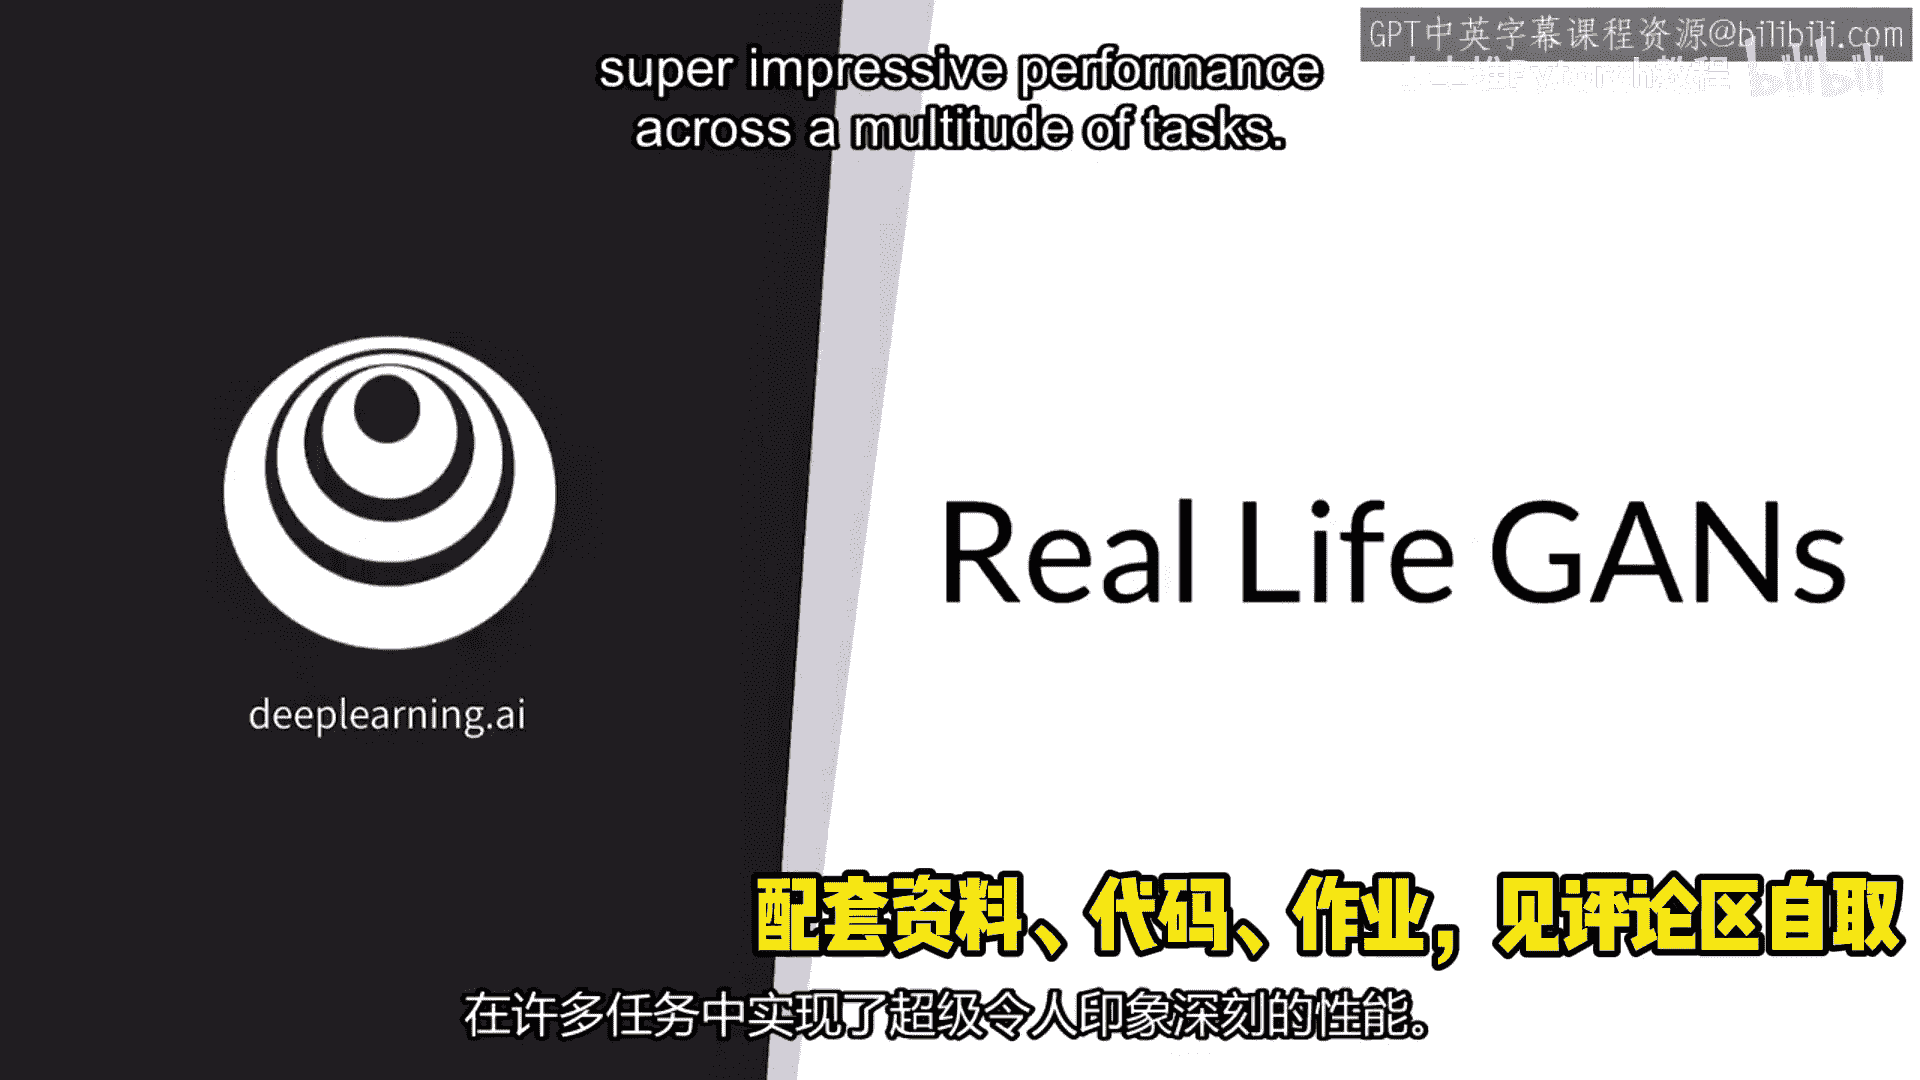 GPT中英字幕课程资源@bilibili.com
super impressive performance
across a multitude of tasks.
bilibili
deeplearning.ai
Real Life GANs
配套资料、代码、作业，见评论区自取
在许多任务中实现了超级令人印象深刻的性能。